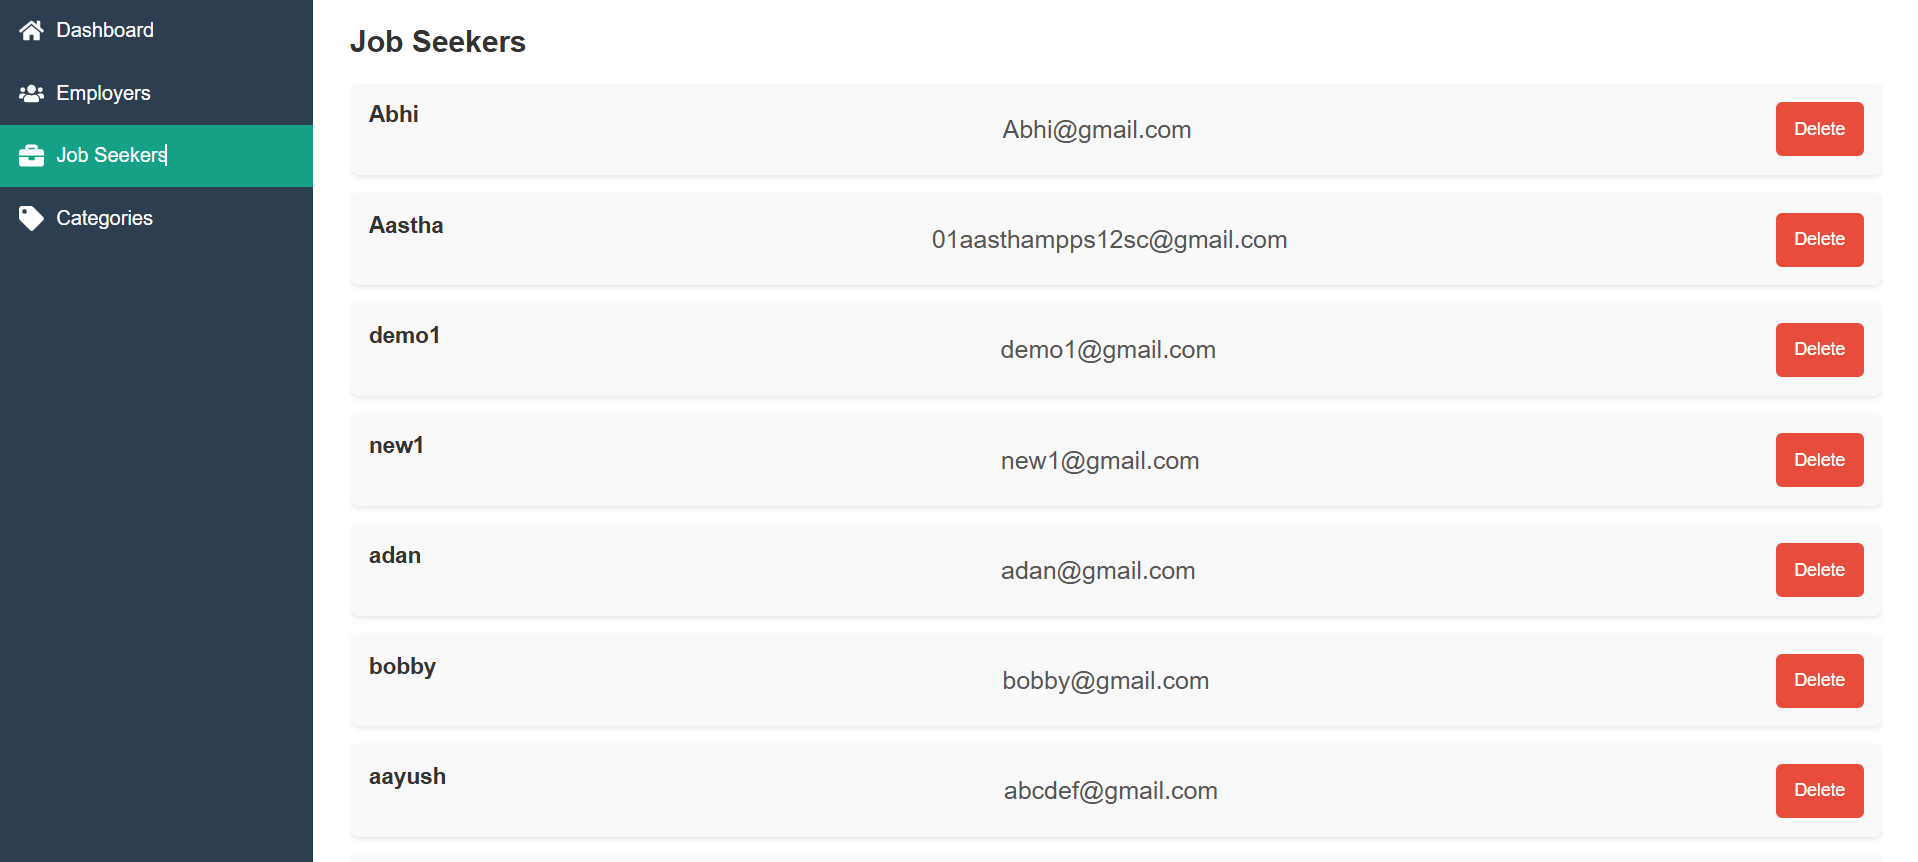 Dashboard
Employers
Job Seekers
Categories
Job Seekers
Abhi
Abhi@gmail.com
Delete
Aastha
01aasthampps12sc@gmail.com
Delete
demo1
demo1@gmail.com
Delete
new1
new1@gmail.com
Delete
adan
adan@gmail.com
Delete
bobby
bobby@gmail.com
Delete
aayush
abcdef@gmail.com
Delete